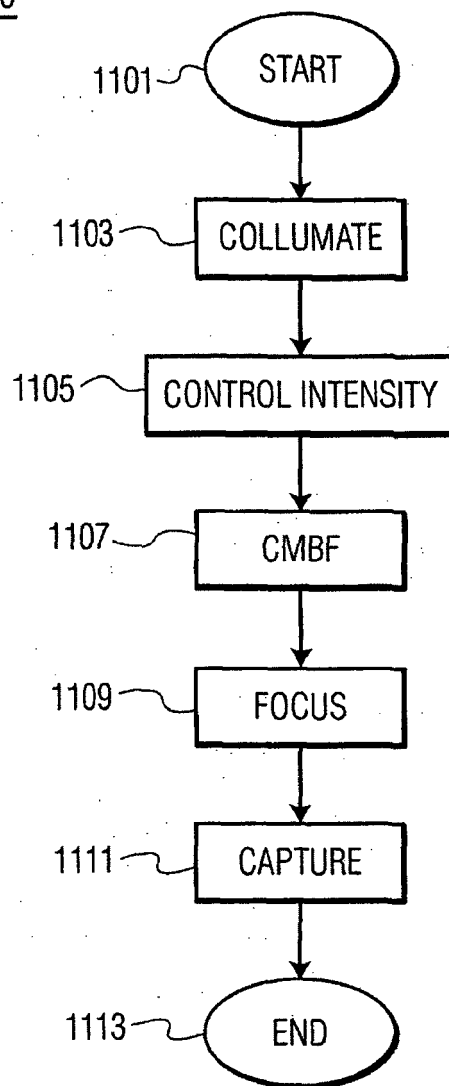 1101 START
1103 COLLUMATE
1105 CONTROL INTENSITY
1107 CMBF
1109 FOCUS
1111 CAPTURE
1113 END